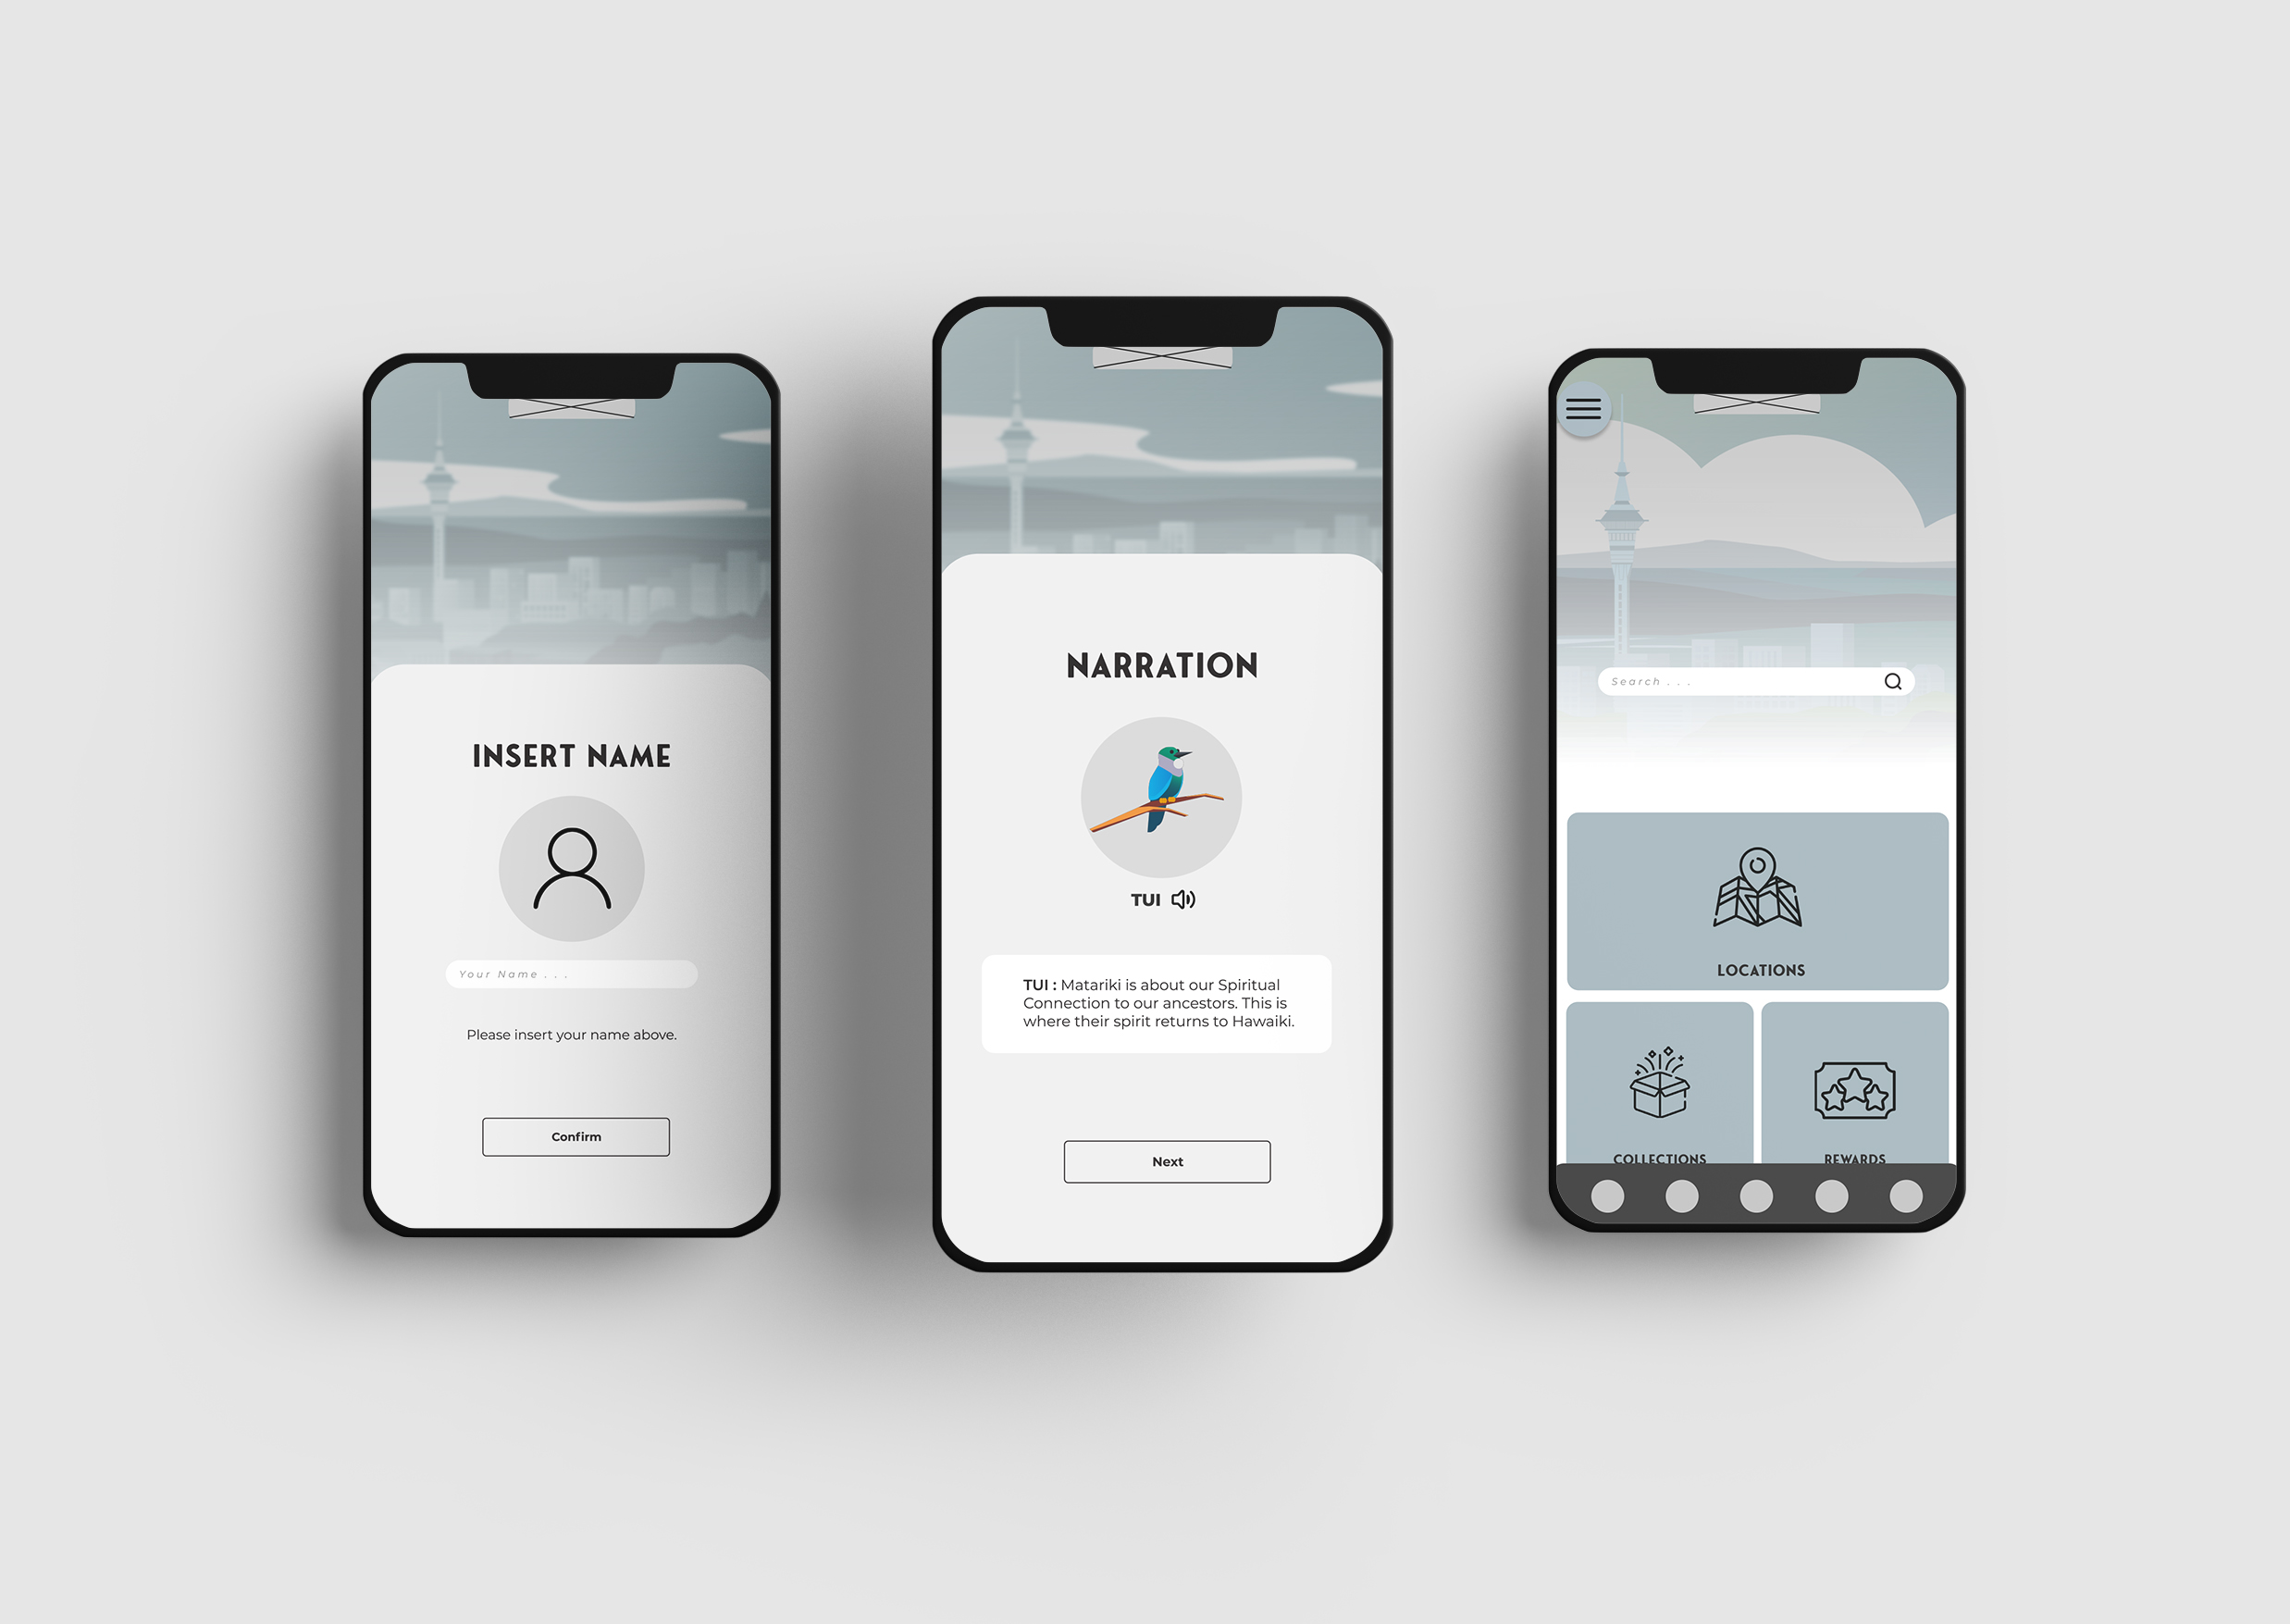 INSERT NAME
Your Name . . .
Please insert your name above.
Confirm
NARRATION
TUI
TUI : Matariki is about our Spiritual
Connection to our ancestors. This is
where their spirit returns to Hawaiki.
Next
Search . . .
LOCATIONS
COLLECTIONS
REWARDS